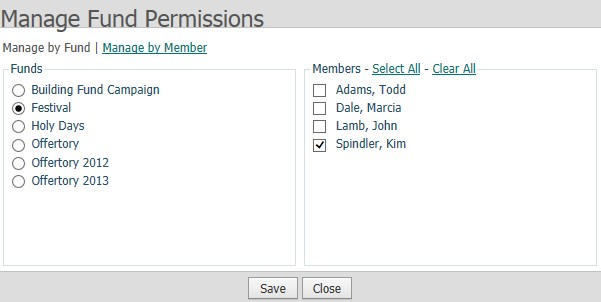 Manage Fund Permissions
Manage by Fund | Manage by Member
Funds
Building Fund Campaign
Festival
Holy Days
Offertory
Offertory 2012
Offertory 2013
Members - Select All - Clear All
Adams, Todd
Dale, Marcia
Lamb, John
Spindler, Kim
Save Close